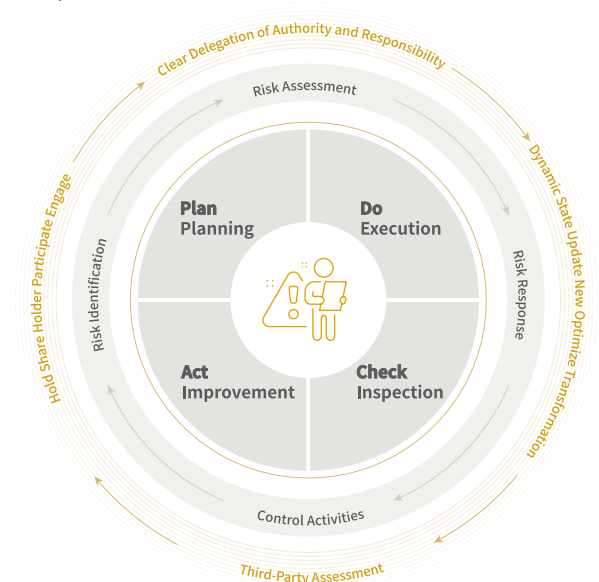 Clear Delegation of Authority and Responsibility
Risk Assessment
Plan
Planning
Do
Execution
Hold Share Holder Participate Engage
Risk Identification
Risk Response
Dynamic State Update New Optimize Transformation
Act
Improvement
Check
Inspection
Control Activities
Third-Party Assessment